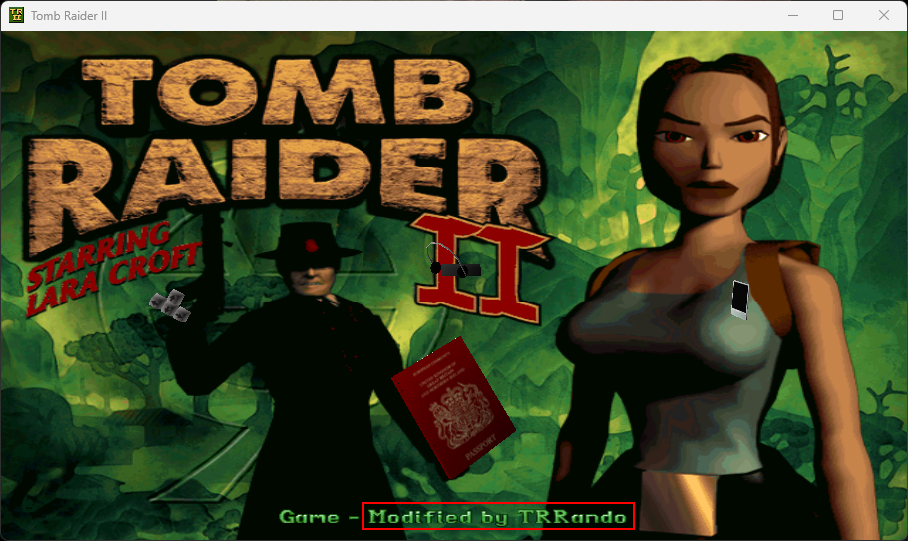 Tomb Raider II
TOMB
RAIDER
II
STARRING
LARA CROFT
PASSPORT
Game - Modified by TRRando